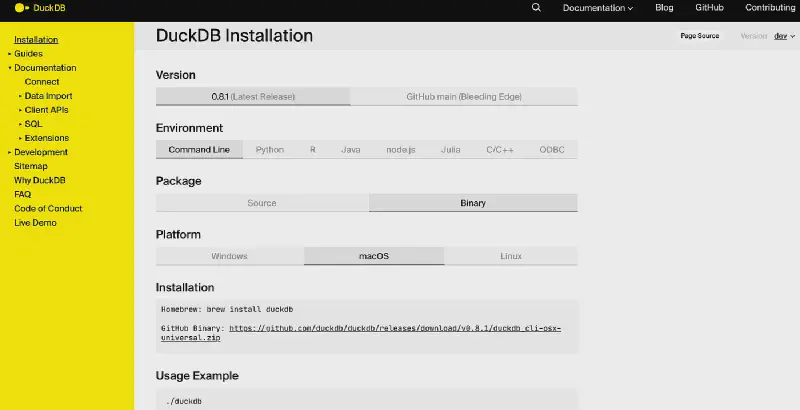 DuckDB
Documentation
Blog
GitHub
Contributing
Installation
Guides
Documentation
Connect
Data Import
Client APIs
SQL
Extensions
Development
Sitemap
Why DuckDB
FAQ
Code of Conduct
Live Demo
DuckDB Installation
Page Source
Version: dev
Version
0.8.1 (Latest Release)
GitHub main (Bleeding Edge)
Environment
Command Line
Python
R
Java
node.js
Julia
C/C++
ODBC
Package
Source
Binary
Platform
Windows
macOS
Linux
Installation
Homebrew: brew install duckdb
GitHub Binary: https://github.com/duckdb/duckdb/releases/download/v0.8.1/duckdb_cli-osx-
universal.zip
Usage Example
./duckdb